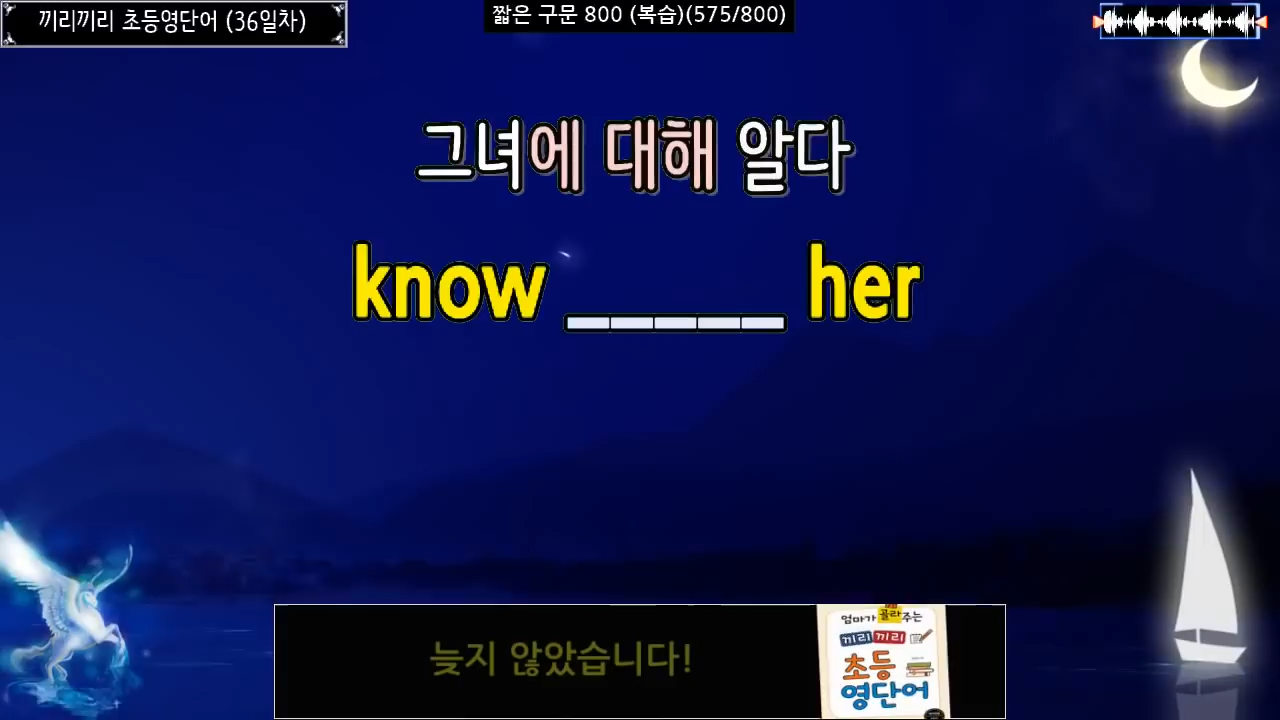 끼리끼리 초등영단어 (36일차)
짧은 구문 800 (복습)(575/800)
그녀에 대해 알다
know _____ her
늦지 않았습니다!
엄마가 골라주는
끼리끼리
초등
영단어